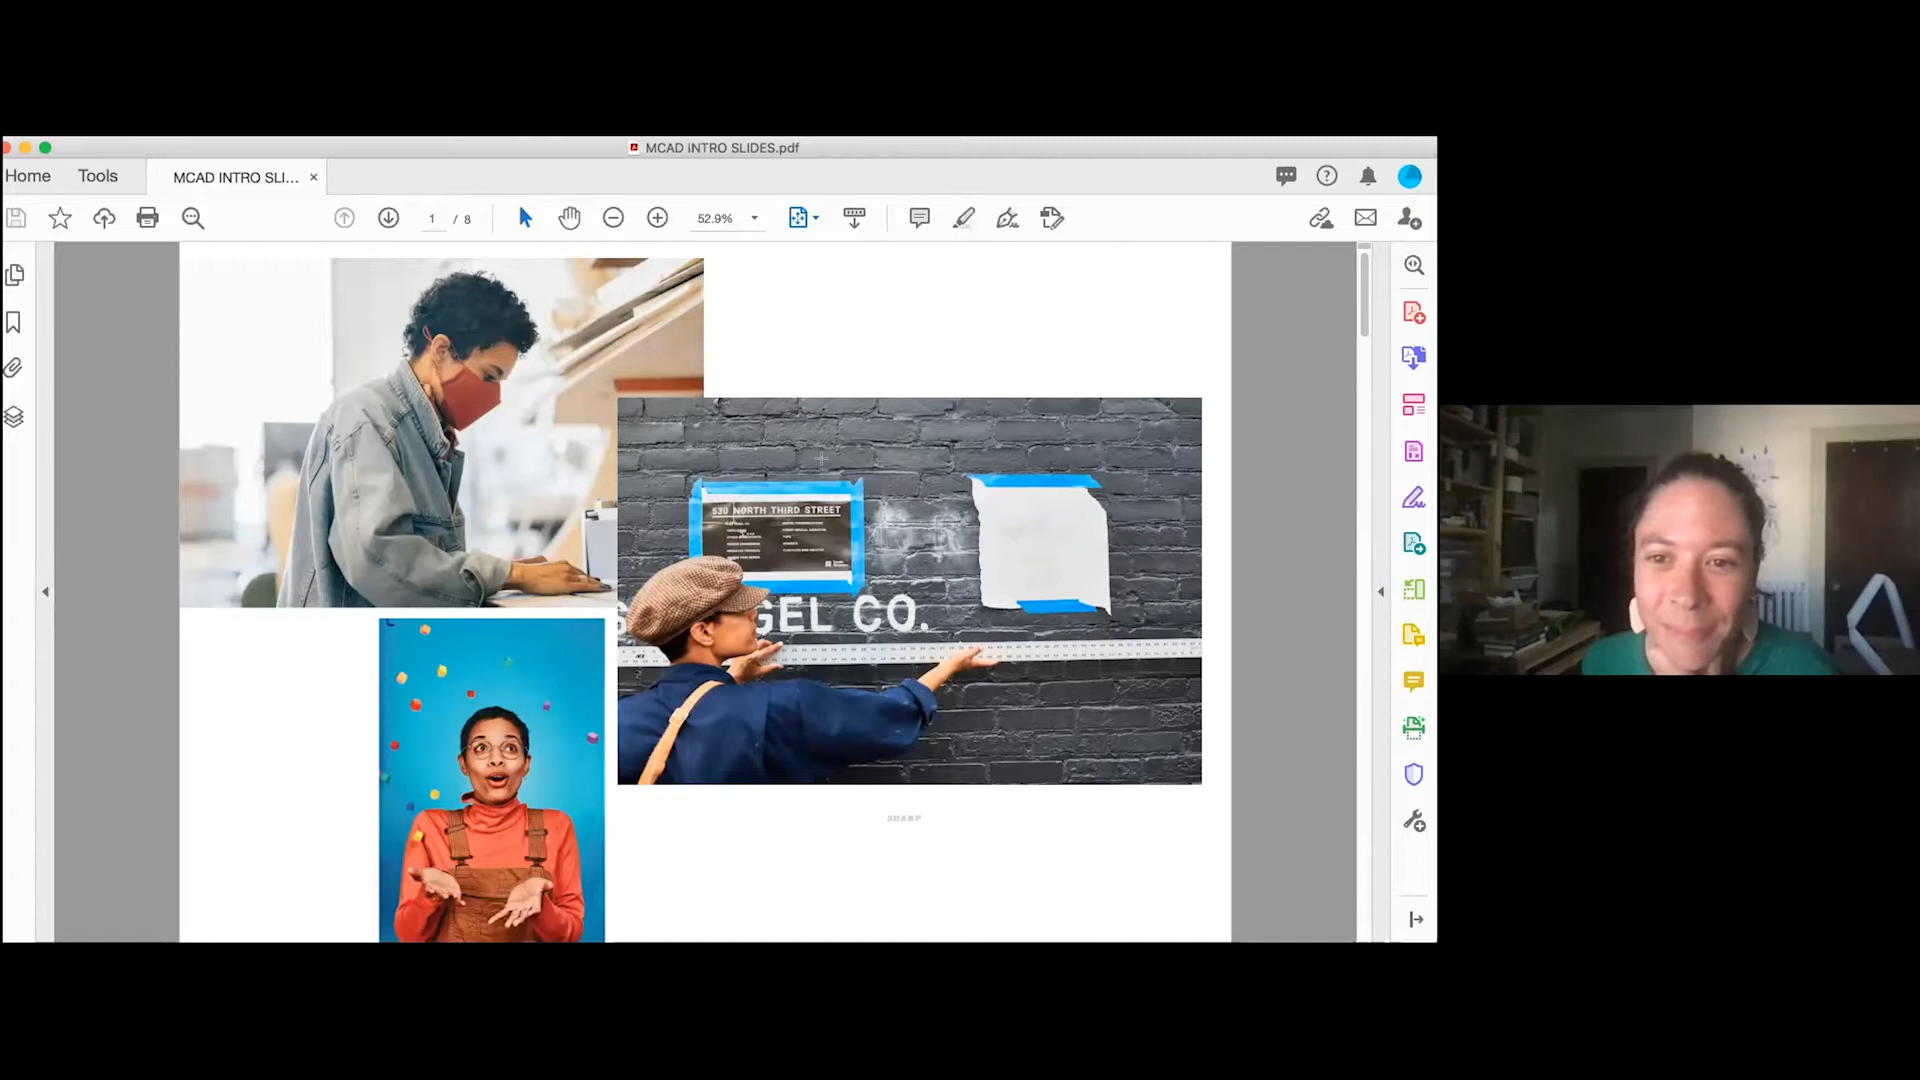 MCAD INTRO SLIDES.pdf
Home
Tools
MCAD INTRO SLI... ×
1 / 8
52.9%
530 NORTH THIRD STREET
GEL CO.
SHARP